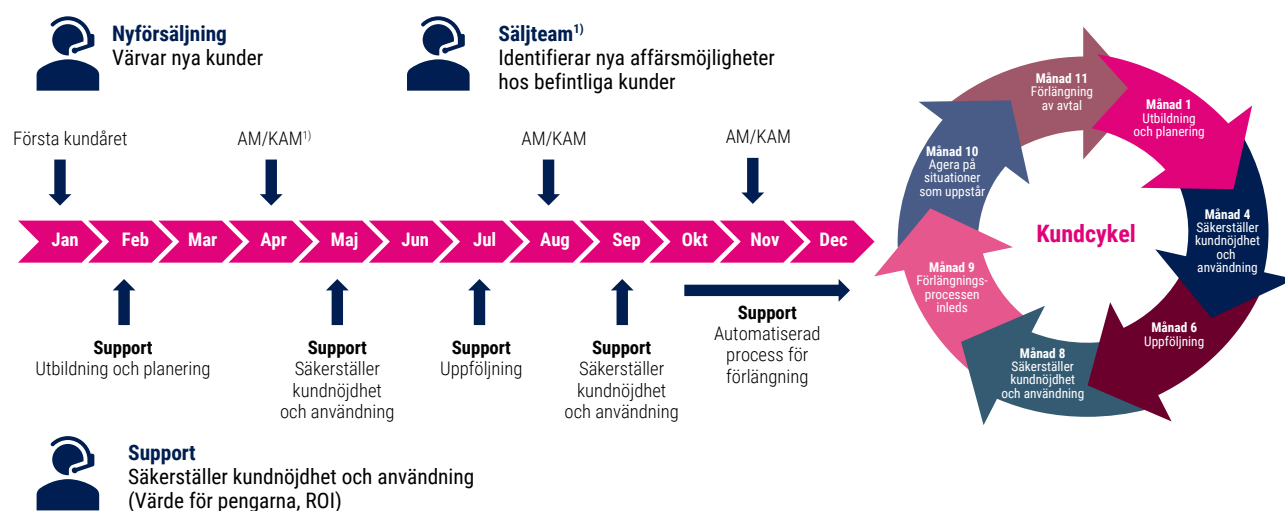 Nyförsäljning
Värvar nya kunder
Säljteam1)
Identifierar nya affärsmöjligheter
hos befintliga kunder
Första kundåret
AM/KAM1)
AM/KAM
AM/KAM
Jan
Feb
Mar
Apr
Maj
Jun
Jul
Aug
Sep
Okt
Nov
Dec
Support
Utbildning och planering
Support
Säkerställer
kundnöjdhet
och användning
Support
Uppföljning
Support
Säkerställer
kundnöjdhet
och användning
Support
Automatiserad
process för
förlängning
Support
Säkerställer kundnöjdhet och användning
(Värde för pengarna, ROI)
Kundcykel
Månad 1
Utbildning
och planering
Månad 4
Säkerställer
kundnöjdhet
och
användning
Månad 6
Uppföljning
Månad 8
Säkerställer
kundnöjdhet
och användning
Månad 9
Förlängnings-
processen
inleds
Månad 10
Agera på
situationer
som uppstår
Månad 11
Förlängning
av avtal